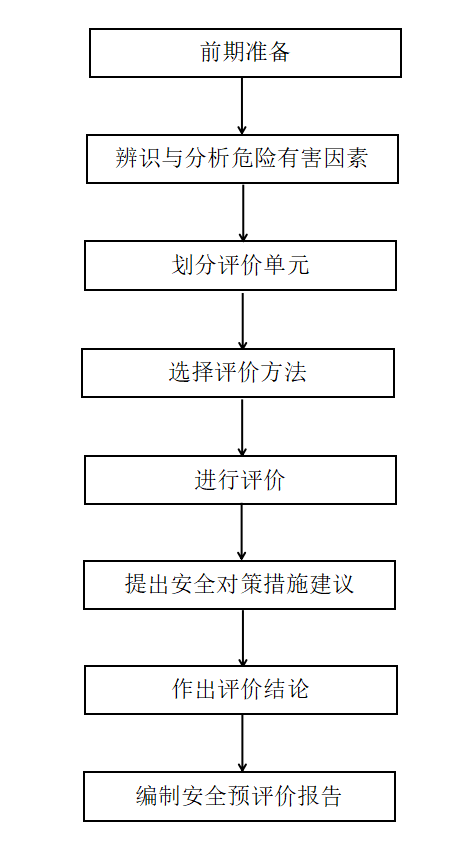 前期准备
辨识与分析危险有害因素
划分评价单元
选择评价方法
进行评价
提出安全对策措施建议
作出评价结论
编制安全预评价报告